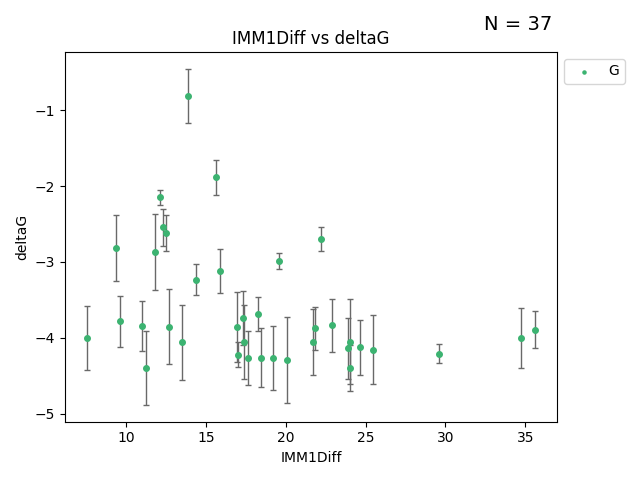 N = 37
IMM1Diff vs deltaG
G
−1
−2
−3
−4
−5
deltaG
10 15 20 25 30 35
IMM1Diff